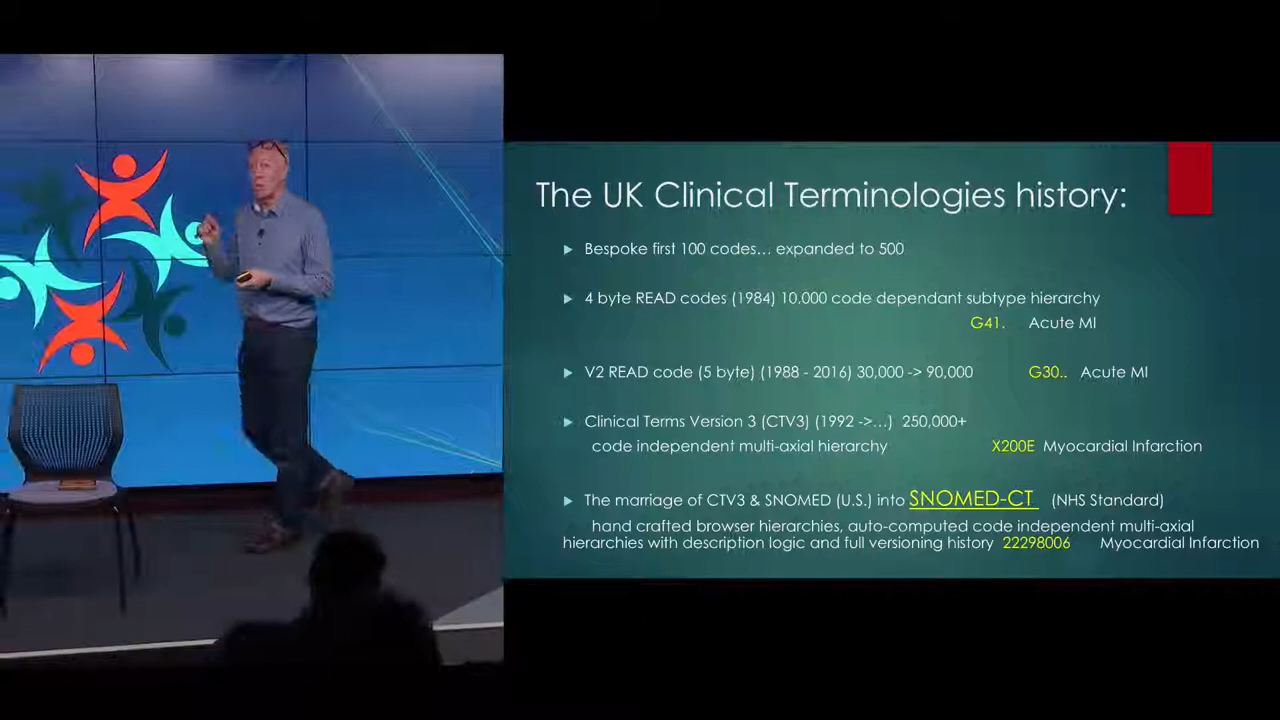 The UK Clinical Terminologies history:
Bespoke first 100 codes… expanded to 500
4 byte READ codes (1984) 10.000 code dependant subtype hierarchy
G41. Acute MI
V2 READ code (5 byte) (1988 - 2016) 30,000 -> 90,000 G30.. Acute MI
Clinical Terms Version 3 (CTV3) (1992 ->…) 250,000+
code independent multi-axial hierarchy X200E Myocardial Infarction
The marriage of CTV3 & SNOMED (U.S.) into SNOMED-CT (NHS Standard)
hand crafted browser hierarchies, auto-computed code independent multi-axial
hierarchies with description logic and full versioning history 22298006 Myocardial Infarction